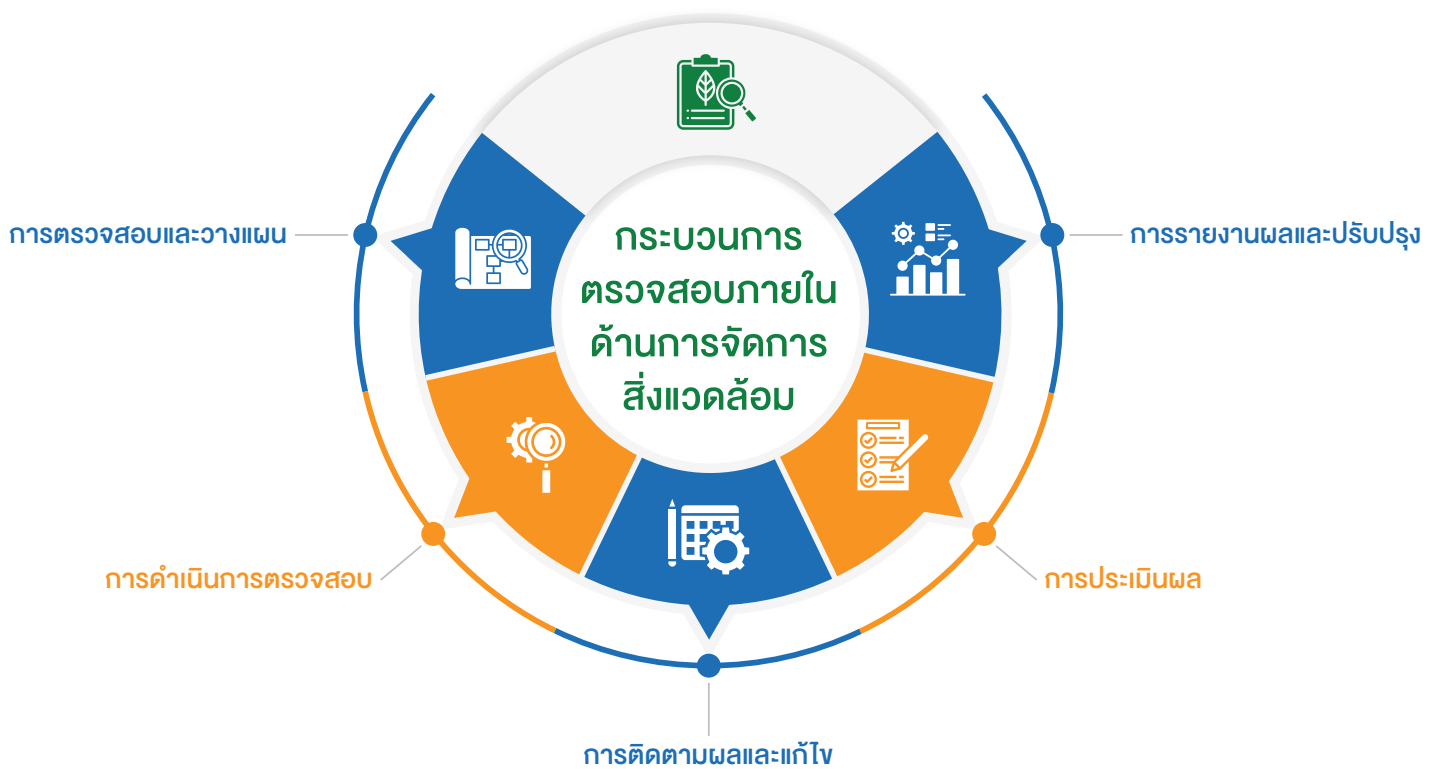 กระบวนการ
ตรวจสอบภายใน
ด้านการจัดการ
สิ่งแวดล้อม
การตรวจสอบและวางแผน
การดำเนินการตรวจสอบ
การติดตามผลและแก้ไข
การประเมินผล
การรายงานผลและปรับปรุง